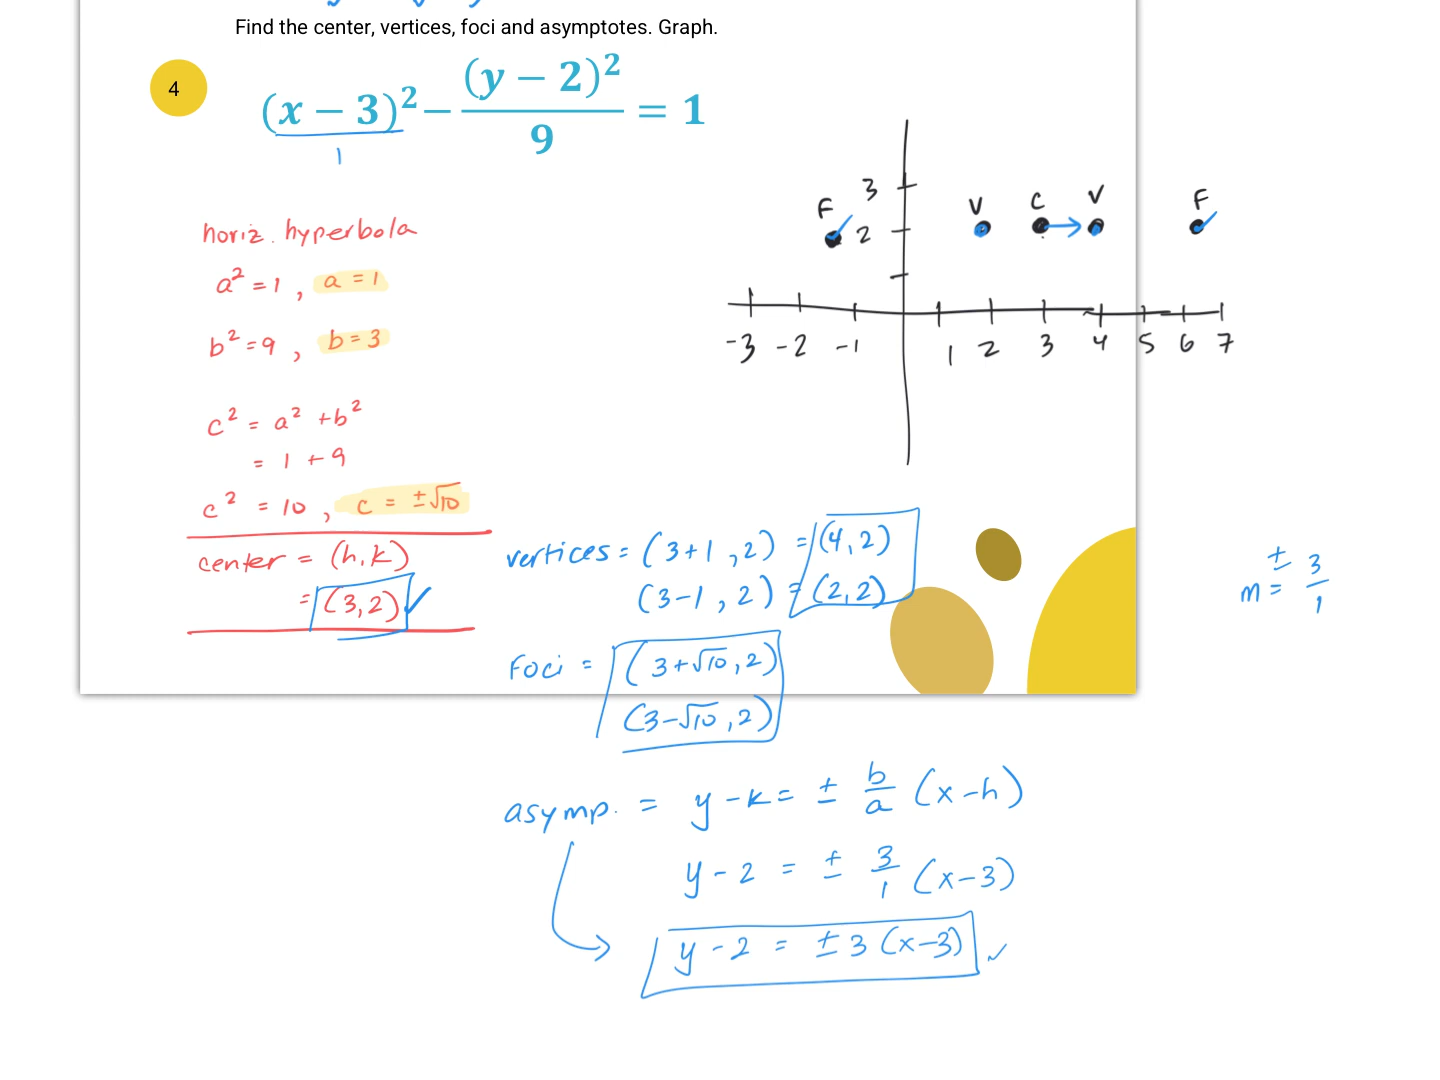 Find the center, vertices, foci and asymptotes. Graph.
4
(x − 3)² − (y − 2)²/9 = 1
1
horiz. hyperbola
a² = 1, a = 1
b² = 9, b = 3
c² = a² + b²
= 1 + 9
c² = 10, c = ±√10
center = (h,k)
= (3,2) ✓
F 3 V C V F
2
-3 -2 -1 1 2 3 4 5 6 7
vertices = (3+1, 2) = (4,2)
(3-1, 2) = (2,2)
Foci = (3+√10, 2)
(3-√10, 2)
m = ± 3/1
asymp. = y - k = ± b/a (x-h)
y - 2 = ± 3/1 (x-3)
y - 2 = ± 3 (x-3) ✓